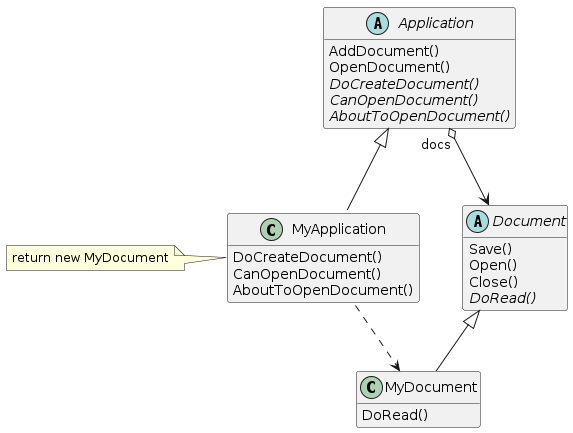 A Application
AddDocument()
OpenDocument()
DoCreateDocument()
CanOpenDocument()
AboutToOpenDocument()
docs
C MyApplication
DoCreateDocument()
CanOpenDocument()
AboutToOpenDocument()
return new MyDocument
A Document
Save()
Open()
Close()
DoRead()
C MyDocument
DoRead()